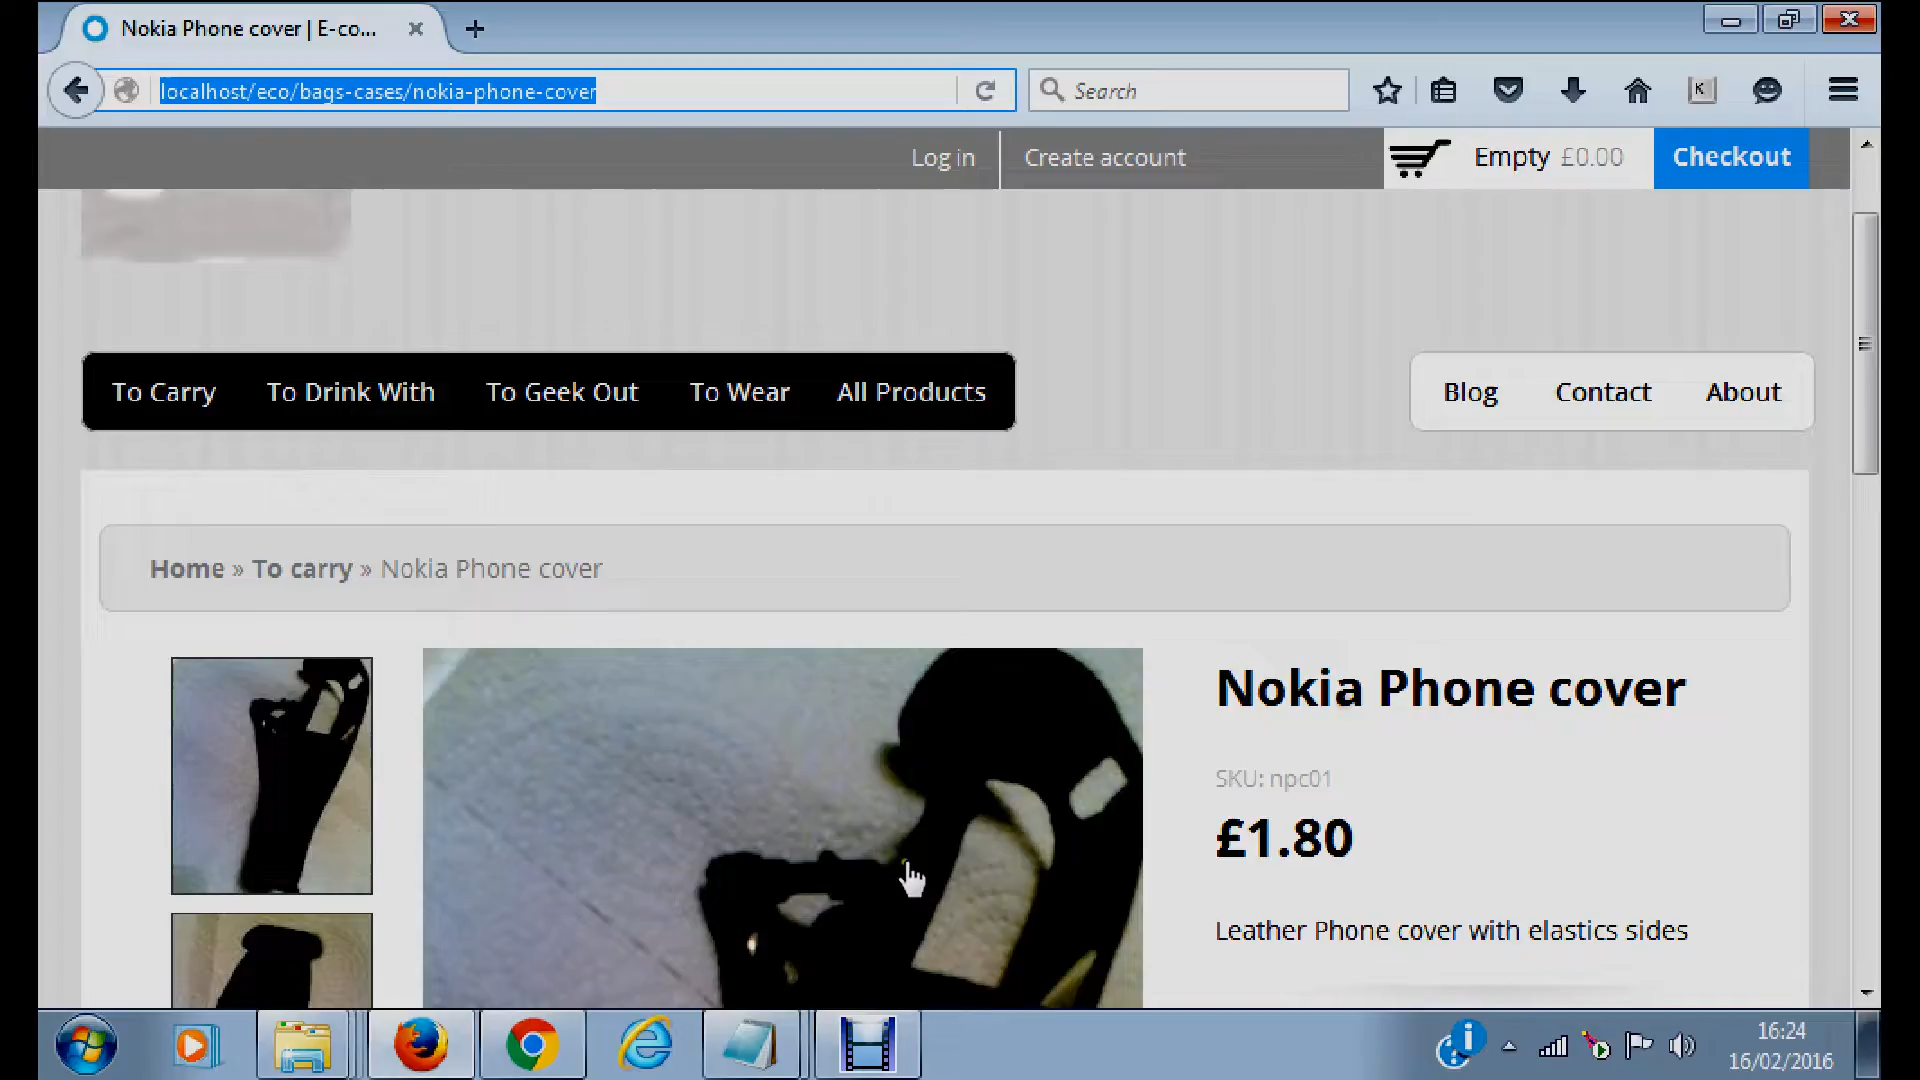 Nokia Phone cover | E-co...
localhost/eco/bags-cases/nokia-phone-cover
Search
K
Log in
Create account
Empty £0.00
Checkout
To Carry
To Drink With
To Geek Out
To Wear
All Products
Blog
Contact
About
Home » To carry » Nokia Phone cover
Nokia Phone cover
SKU: npc01
£1.80
Leather Phone cover with elastics sides
16:24
16/02/2016